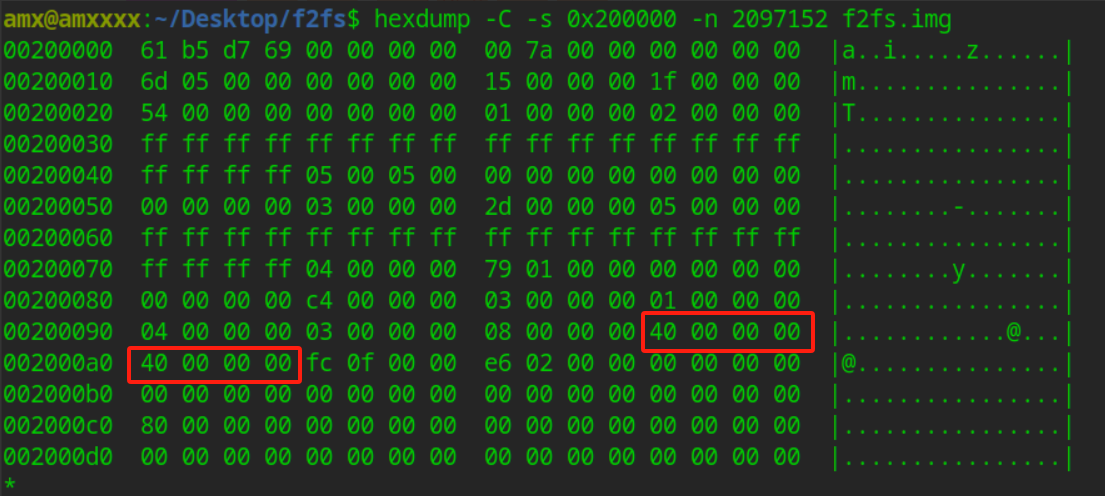 amx@amxxxx:~/Desktop/f2fs$ hexdump -C -s 0x200000 -n 2097152 f2fs.img
00200000  61 b5 d7 69 00 00 00 00  00 7a 00 00 00 00 00 00  |a..i.....z......|
00200010  6d 05 00 00 00 00 00 00  15 00 00 00 1f 00 00 00  |m...............|
00200020  54 00 00 00 00 00 00 00  01 00 00 00 02 00 00 00  |T...............|
00200030  ff ff ff ff ff ff ff ff  ff ff ff ff ff ff ff ff  |................|
00200040  ff ff ff ff 05 00 05 00  00 00 00 00 00 00 00 00  |................|
00200050  00 00 00 00 03 00 00 00  2d 00 00 00 05 00 00 00  |........-.......|
00200060  ff ff ff ff ff ff ff ff  ff ff ff ff ff ff ff ff  |................|
00200070  ff ff ff ff 04 00 00 00  79 01 00 00 00 00 00 00  |........y.......|
00200080  00 00 00 00 c4 00 00 00  03 00 00 00 01 00 00 00  |................|
00200090  04 00 00 00 03 00 00 00  08 00 00 00 40 00 00 00  |............@...|
002000a0  40 00 00 00 fc 0f 00 00  e6 02 00 00 00 00 00 00  |@...............|
002000b0  00 00 00 00 00 00 00 00  00 00 00 00 00 00 00 00  |................|
002000c0  80 00 00 00 00 00 00 00  00 00 00 00 00 00 00 00  |................|
002000d0  00 00 00 00 00 00 00 00  00 00 00 00 00 00 00 00  |................|
*